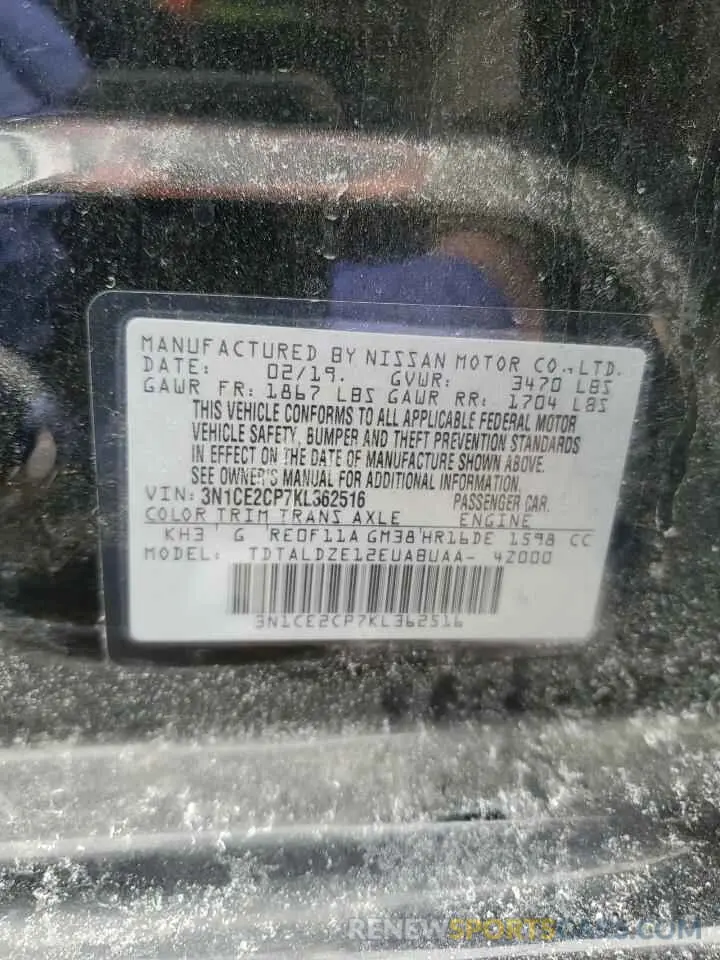 MANUFACTURED BY NISSAN MOTOR CO., LTD.
DATE: 02/19. GVWR: 3470 LBS
GAWR FR: 1867 LBS GAWR RR: 1704 LBS
THIS VEHICLE CONFORMS TO ALL APPLICABLE FEDERAL MOTOR
VEHICLE SAFETY, BUMPER AND THEFT PREVENTION STANDARDS
IN EFFECT ON THE DATE OF MANUFACTURE SHOWN ABOVE.
SEE OWNER'S MANUAL FOR ADDITIONAL INFORMATION.
VIN: 3N1CE2CP7KL362516 PASSENGER CAR.
COLOR TRIM TRANS AXLE ENGINE
KH3 ' G ' RE0F11A GM38'HR16DE 1598 CC
MODEL: TDTALDZE12EUABUAA- 42000
3N1CE2CP7KL362516
RENEWSPORTSCARS.COM